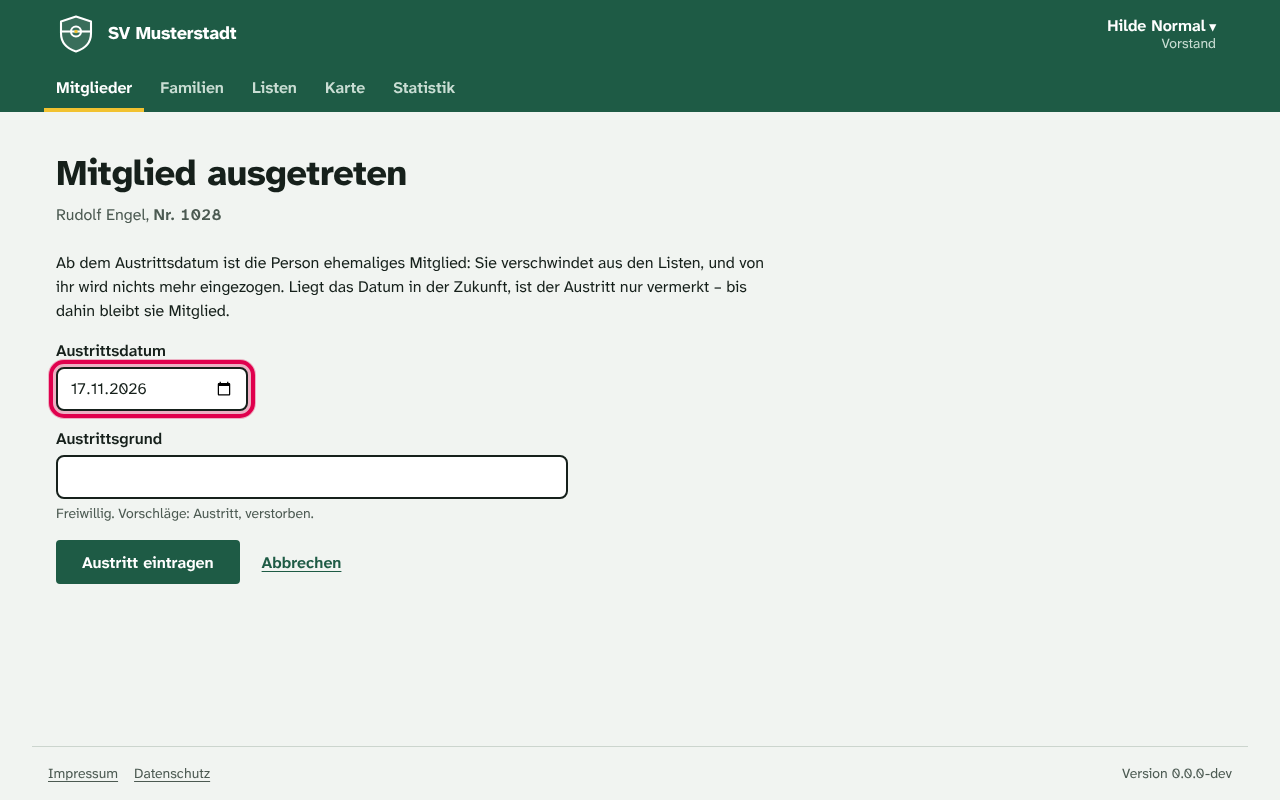 SV Musterstadt
Hilde Normal ▾
Vorstand
Mitglieder Familien Listen Karte Statistik
Mitglied ausgetreten
Rudolf Engel, Nr. 1028
Ab dem Austrittsdatum ist die Person ehemaliges Mitglied: Sie verschwindet aus den Listen, und von
ihr wird nichts mehr eingezogen. Liegt das Datum in der Zukunft, ist der Austritt nur vermerkt – bis
dahin bleibt sie Mitglied.
Austrittsdatum
17.11.2026
Austrittsgrund
Freiwillig. Vorschläge: Austritt, verstorben.
Austritt eintragen Abbrechen
Impressum Datenschutz Version 0.0.0-dev